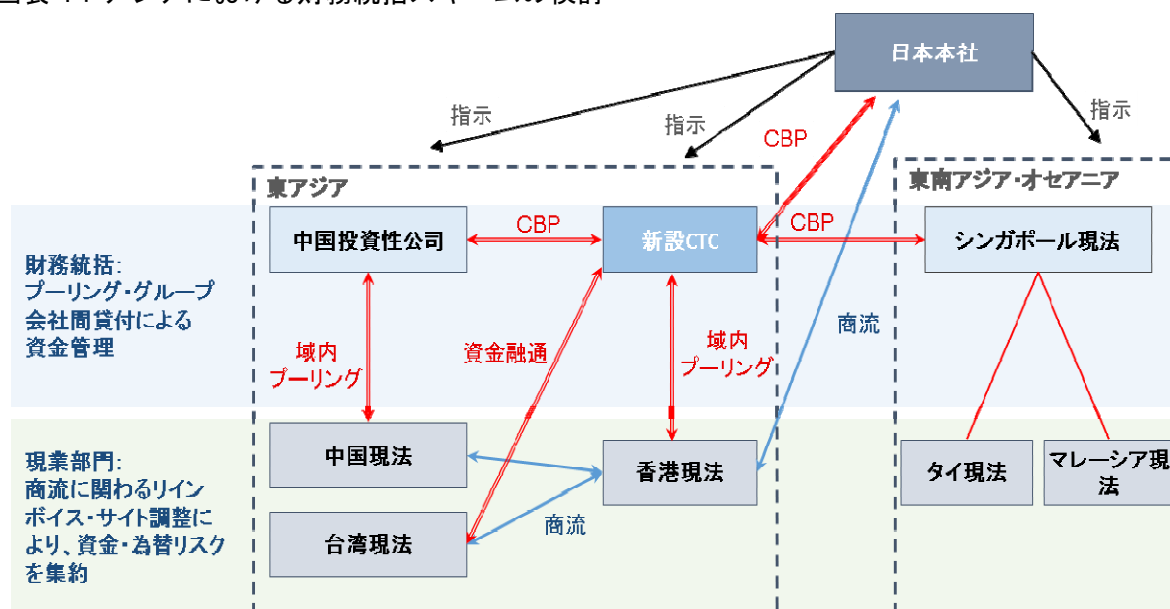 日本本社
指示
指示
指示
CBP
東アジア
東南アジア・オセアニア
財務統括:
プーリング・グループ
会社間貸付による
資金管理
中国投資性公司
CBP
新設CTC
CBP
シンガポール現法
域内
プーリング
資金融通
域内
プーリング
商流
現業部門:
商流に関わるリイン
ボイス・サイト調整に
より、資金・為替リスク
を集約
中国現法
香港現法
タイ現法
マレーシア現
法
台湾現法
商流